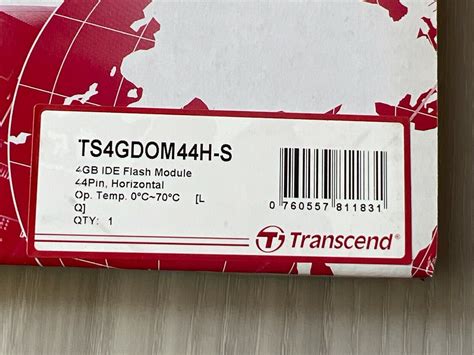 TS4GDOM44H-S
4GB IDE Flash Module
44Pin, Horizontal
Op. Temp. 0°C~70°C [L
Q]
QTY: 1
0 760557 811831
Transcend